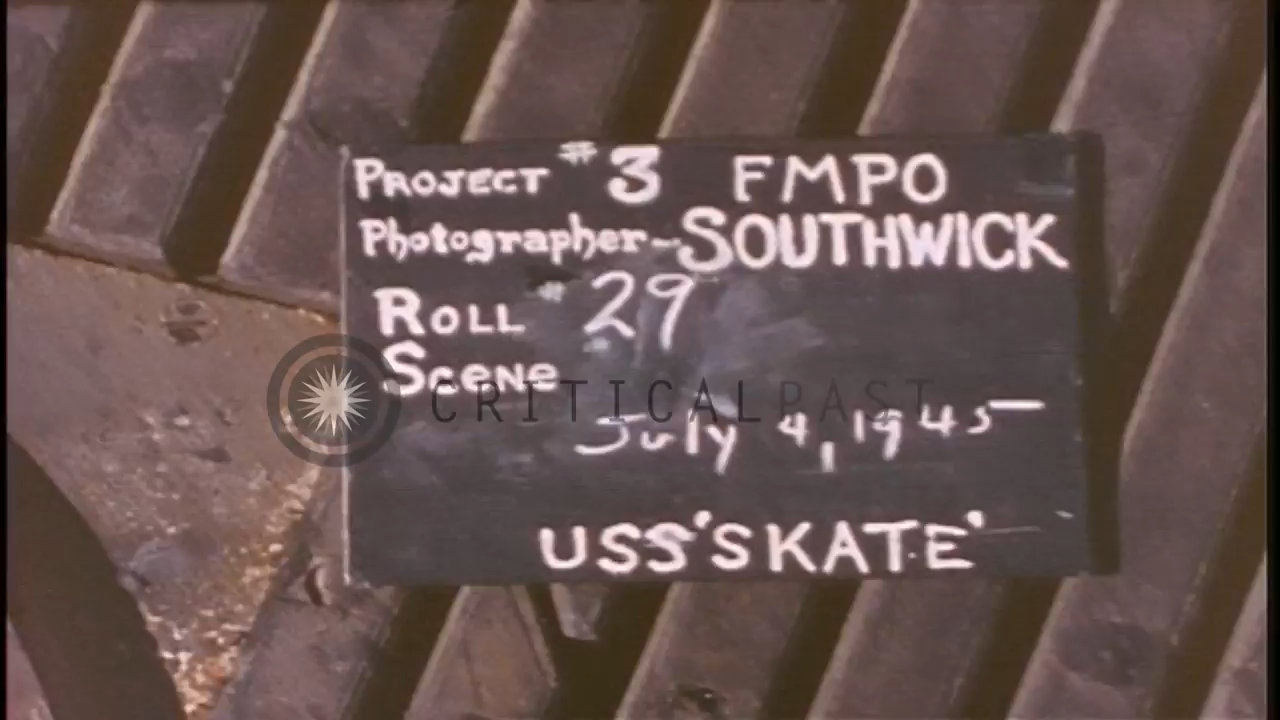 PROJECT #3 FMPO
Photographer-SOUTHWICK
ROLL #29
SCENE
CRITICALPAST
July 4, 1945
USS 'SKATE'